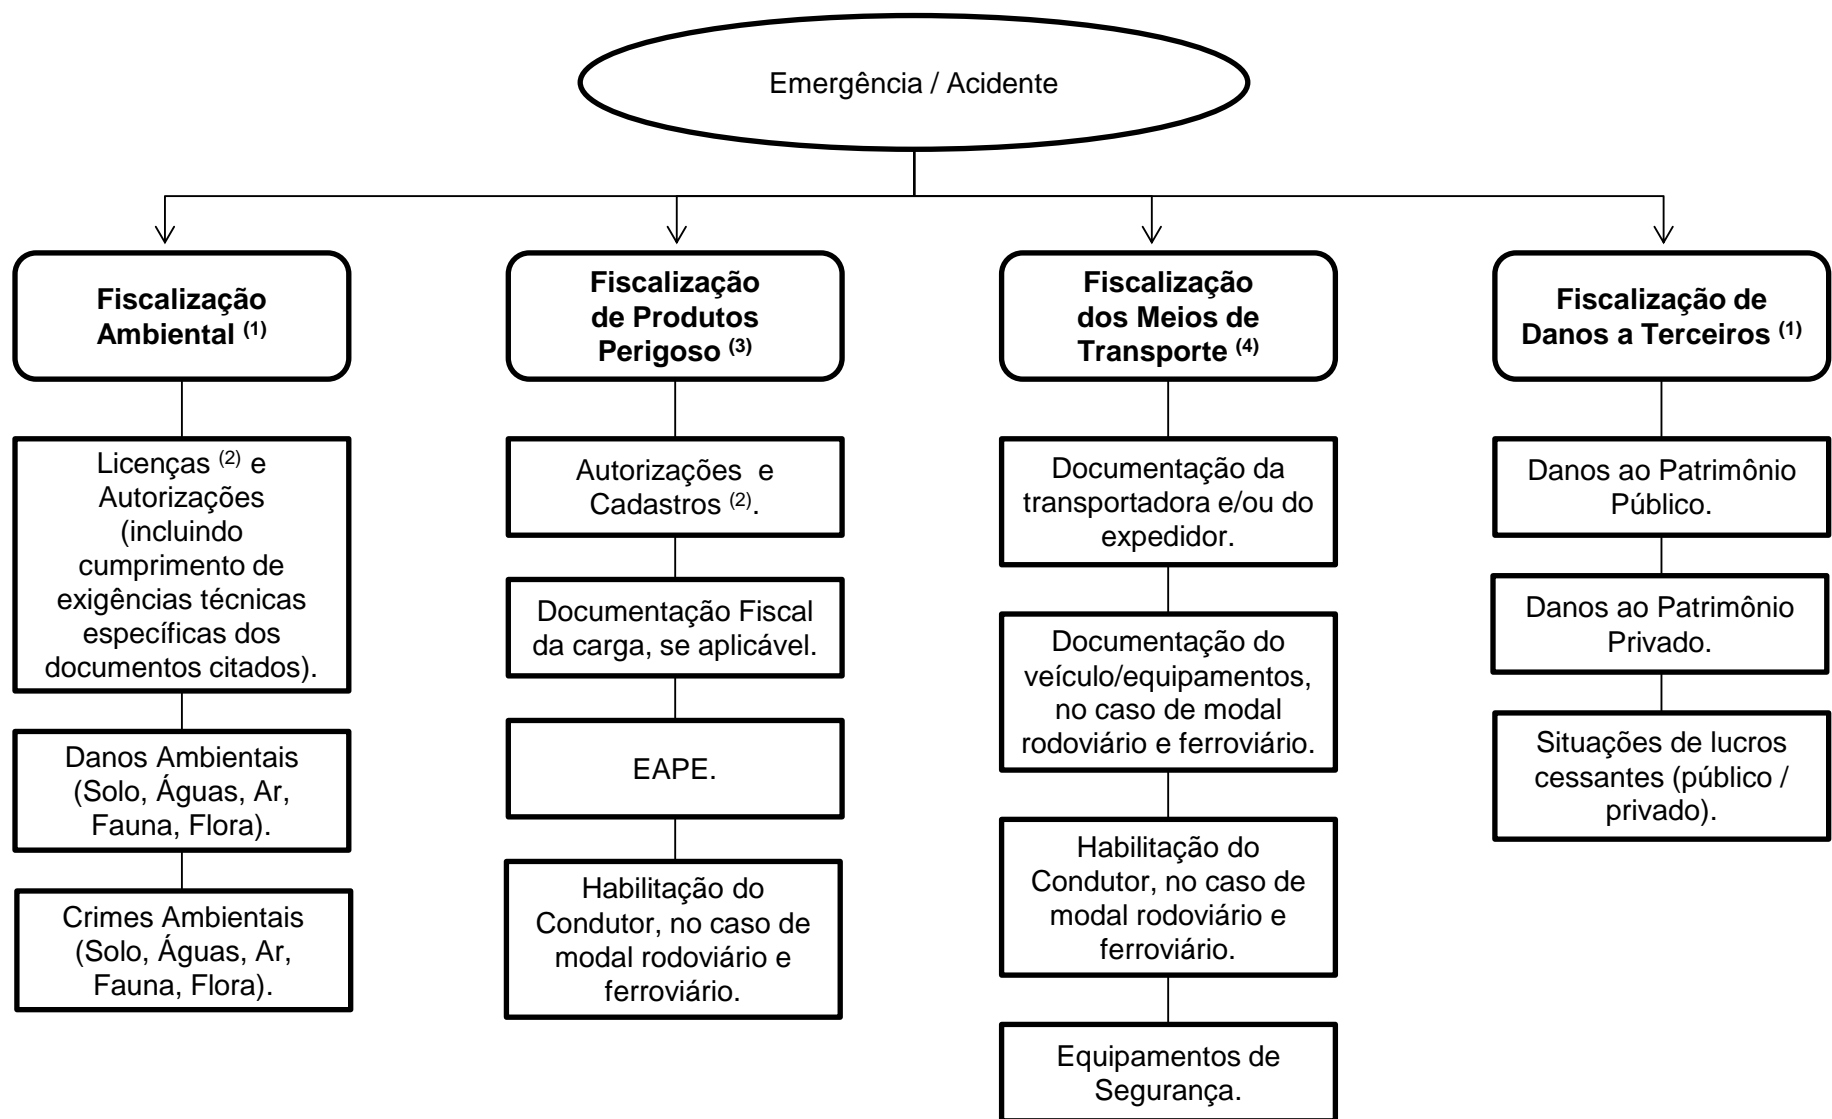 Emergência / Acidente
Fiscalização
Ambiental (1)
Licenças (2) e
Autorizações
(incluindo
cumprimento de
exigências técnicas
específicas dos
documentos citados).
Danos Ambientais
(Solo, Águas, Ar,
Fauna, Flora).
Crimes Ambientais
(Solo, Águas, Ar,
Fauna, Flora).
Fiscalização
de Produtos
Perigoso (3)
Autorizações e
Cadastros (2).
Documentação Fiscal
da carga, se aplicável.
EAPE.
Habilitação do
Condutor, no caso de
modal rodoviário e
ferroviário.
Fiscalização
dos Meios de
Transporte (4)
Documentação da
transportadora e/ou do
expedidor.
Documentação do
veículo/equipamentos,
no caso de modal
rodoviário e ferroviário.
Habilitação do
Condutor, no caso de
modal rodoviário e
ferroviário.
Equipamentos de
Segurança.
Fiscalização de
Danos a Terceiros (1)
Danos ao Patrimônio
Público.
Danos ao Patrimônio
Privado.
Situações de lucros
cessantes (público /
privado).